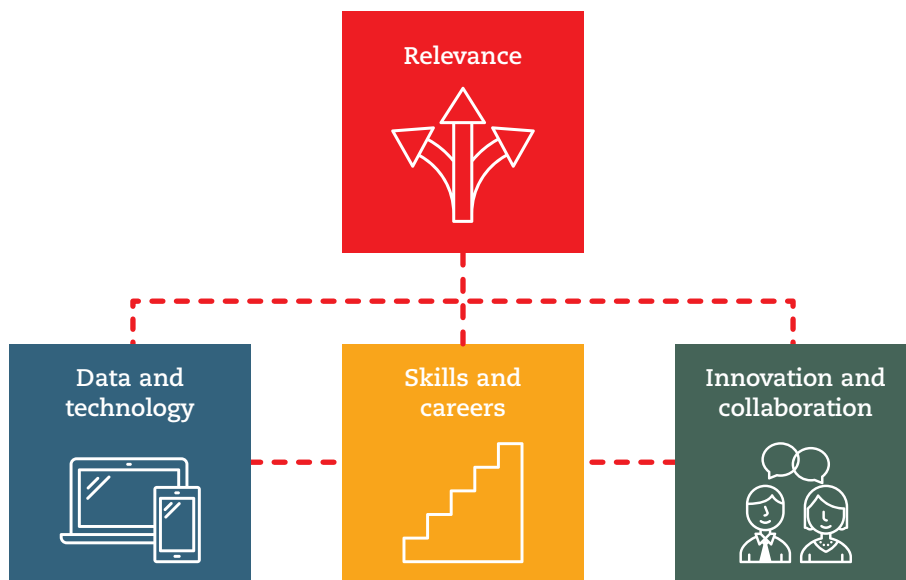 Relevance
Data and
technology
Skills and
careers
Innovation and
collaboration